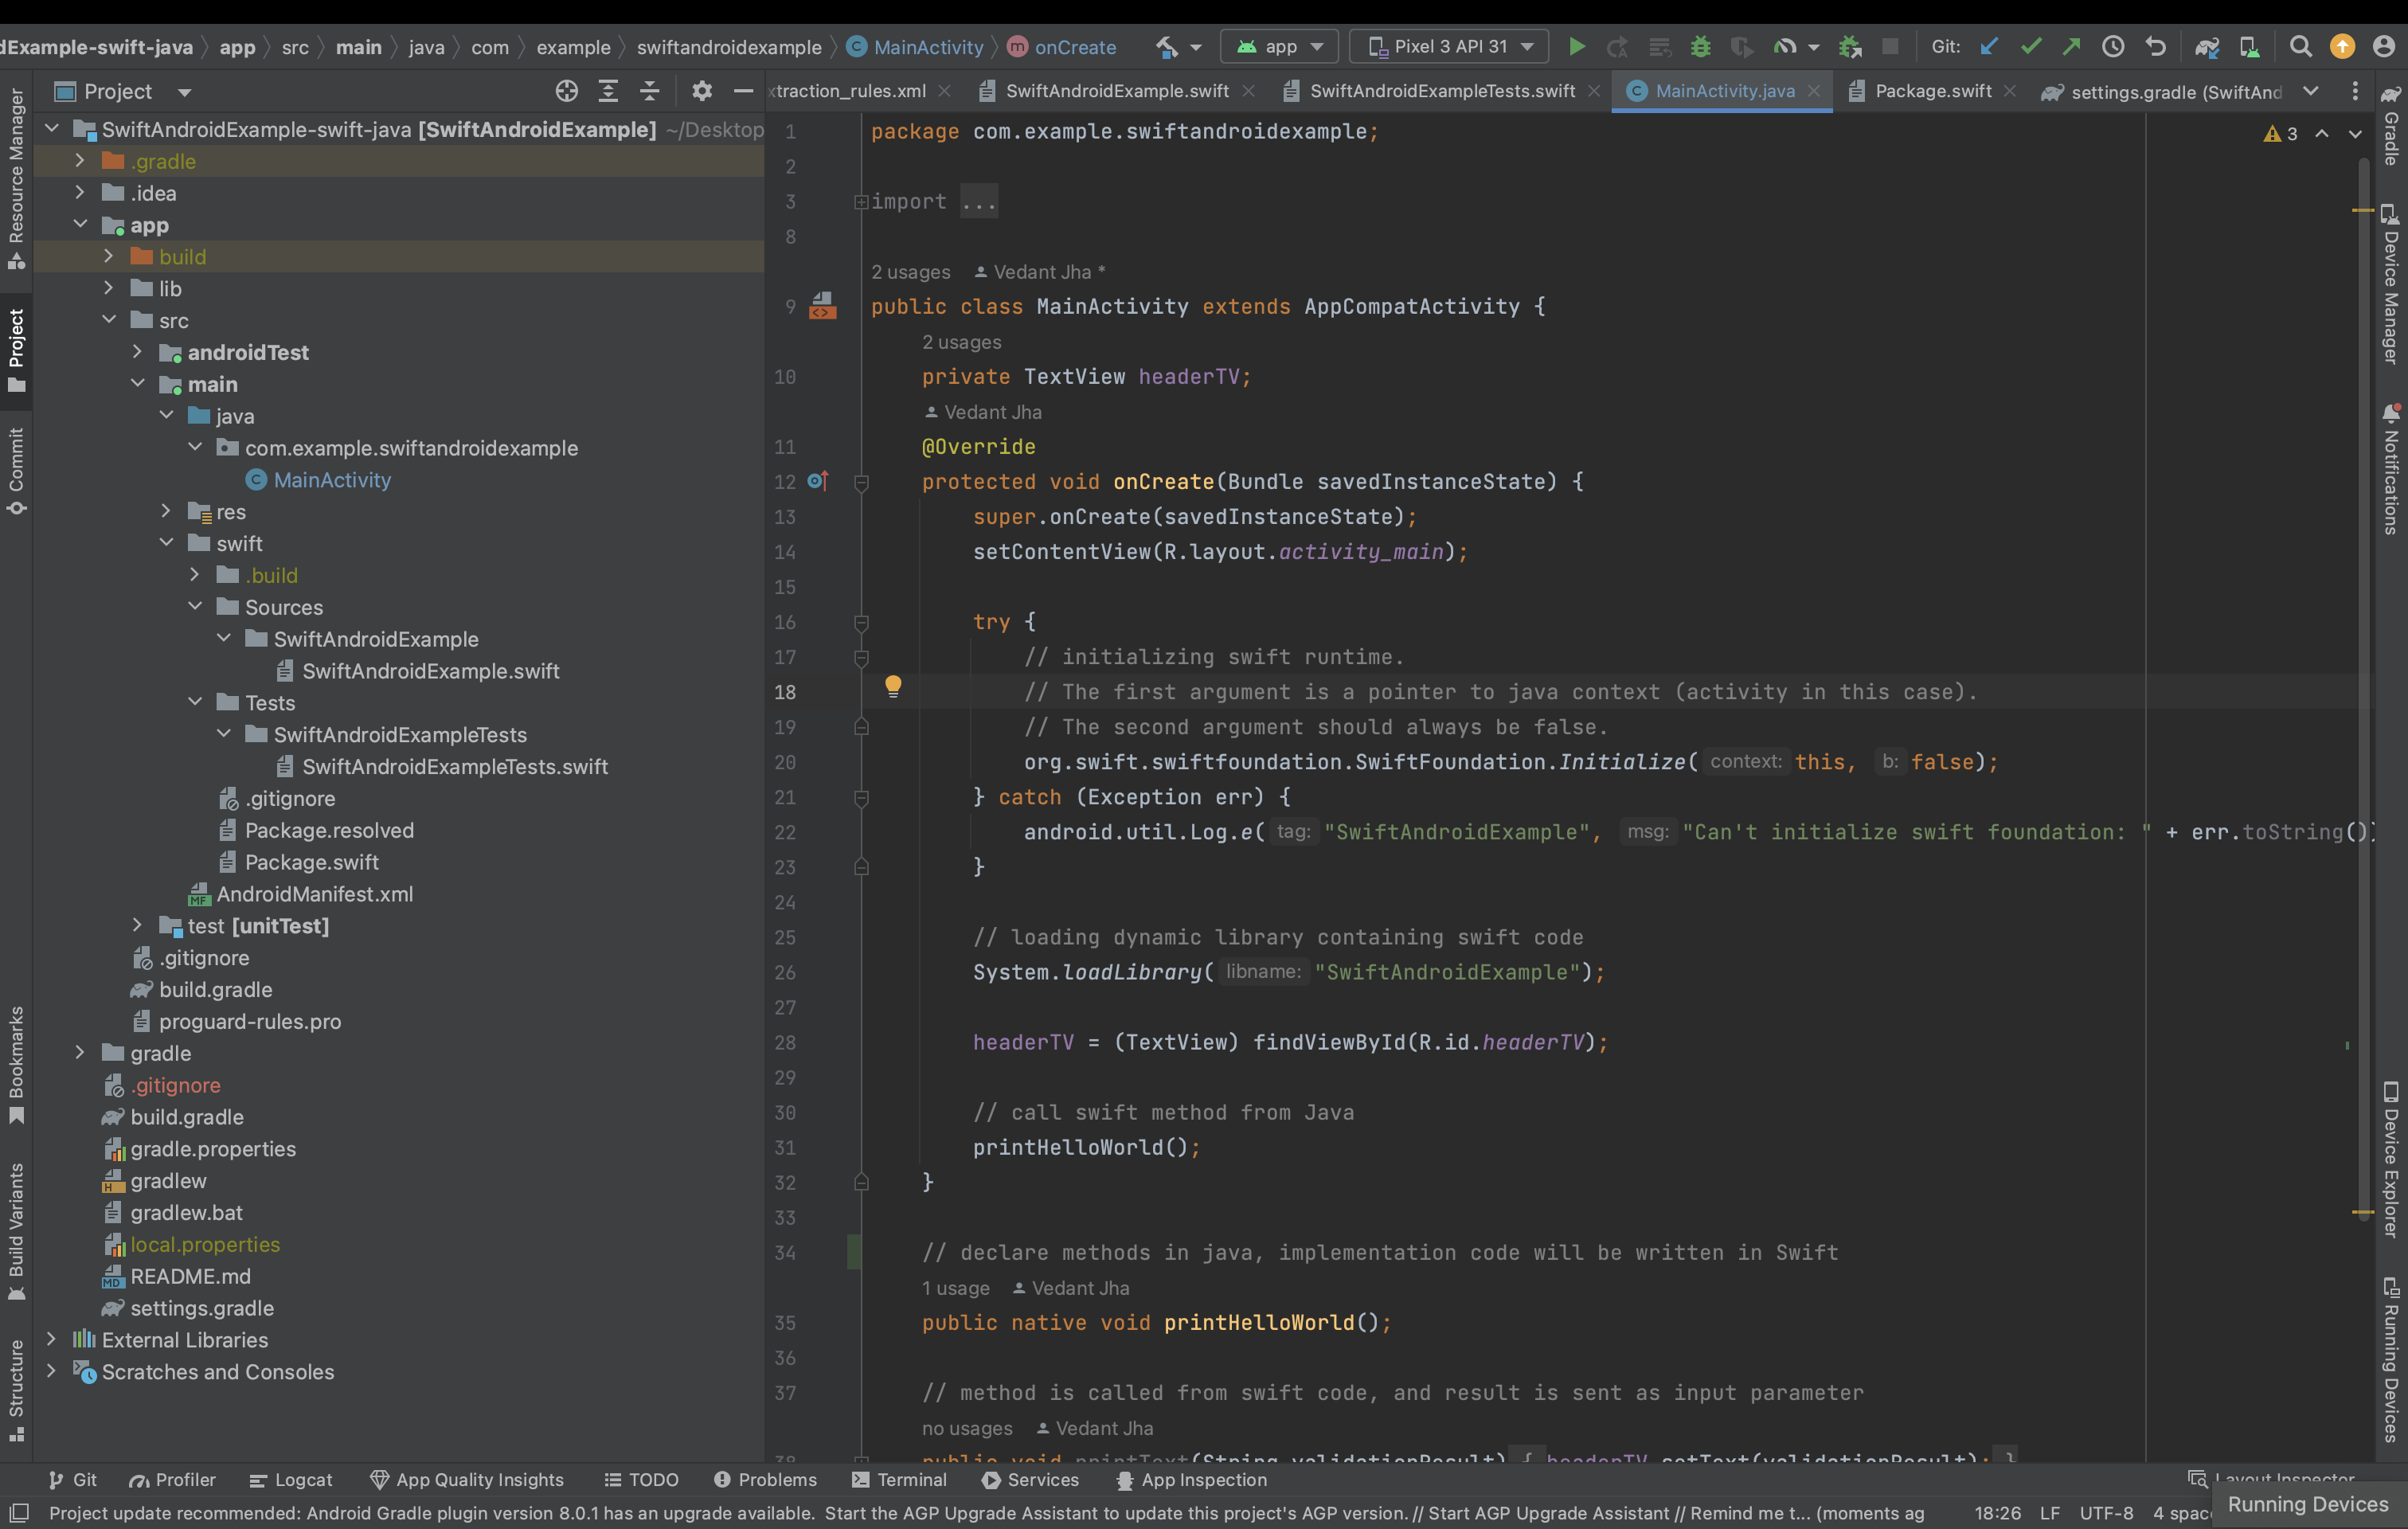 dExample-swift-java app src main java com example swiftandroidexample MainActivity onCreate app Pixel 3 API 31 Git:
Project
xtraction_rules.xml SwiftAndroidExample.swift SwiftAndroidExampleTests.swift MainActivity.java Package.swift settings.gradle (SwiftAnd
SwiftAndroidExample-swift-java [SwiftAndroidExample] ~/Desktop
.gradle
.idea
app
build
lib
src
androidTest
main
java
com.example.swiftandroidexample
MainActivity
res
swift
.build
Sources
SwiftAndroidExample
SwiftAndroidExample.swift
Tests
SwiftAndroidExampleTests
SwiftAndroidExampleTests.swift
.gitignore
Package.resolved
Package.swift
AndroidManifest.xml
test [unitTest]
.gitignore
build.gradle
proguard-rules.pro
gradle
.gitignore
build.gradle
gradle.properties
gradlew
gradlew.bat
local.properties
README.md
settings.gradle
External Libraries
Scratches and Consoles
Resource Manager
Project
Commit
Bookmarks
Build Variants
Structure
3
1 package com.example.swiftandroidexample;
2
3 import ...
8
2 usages Vedant Jha *
9 public class MainActivity extends AppCompatActivity {
2 usages
10 private TextView headerTV;
Vedant Jha
11 @Override
12 protected void onCreate(Bundle savedInstanceState) {
13 super.onCreate(savedInstanceState);
14 setContentView(R.layout.activity_main);
15
16 try {
17 // initializing swift runtime.
18 // The first argument is a pointer to java context (activity in this case).
19 // The second argument should always be false.
20 org.swift.swiftfoundation.SwiftFoundation.Initialize( context: this, b: false);
21 } catch (Exception err) {
22 android.util.Log.e( tag: "SwiftAndroidExample", msg: "Can't initialize swift foundation: " + err.toString()
23 }
24
25 // loading dynamic library containing swift code
26 System.loadLibrary( libname: "SwiftAndroidExample");
27
28 headerTV = (TextView) findViewById(R.id.headerTV);
29
30 // call swift method from Java
31 printHelloWorld();
32 }
33
34 // declare methods in java, implementation code will be written in Swift
1 usage Vedant Jha
35 public native void printHelloWorld();
36
37 // method is called from swift code, and result is sent as input parameter
no usages Vedant Jha
38 public void printText(String validationResult) { headerTV.setText(validationResult); }
Gradle
Device Manager
Notifications
Device Explorer
Running Devices
Git Profiler Logcat App Quality Insights TODO Problems Terminal Services App Inspection Layout Inspector
Project update recommended: Android Gradle plugin version 8.0.1 has an upgrade available. Start the AGP Upgrade Assistant to update this project's AGP version. // Start AGP Upgrade Assistant // Remind me t... (moments ag 18:26 LF UTF-8 4 spac
Running Devices